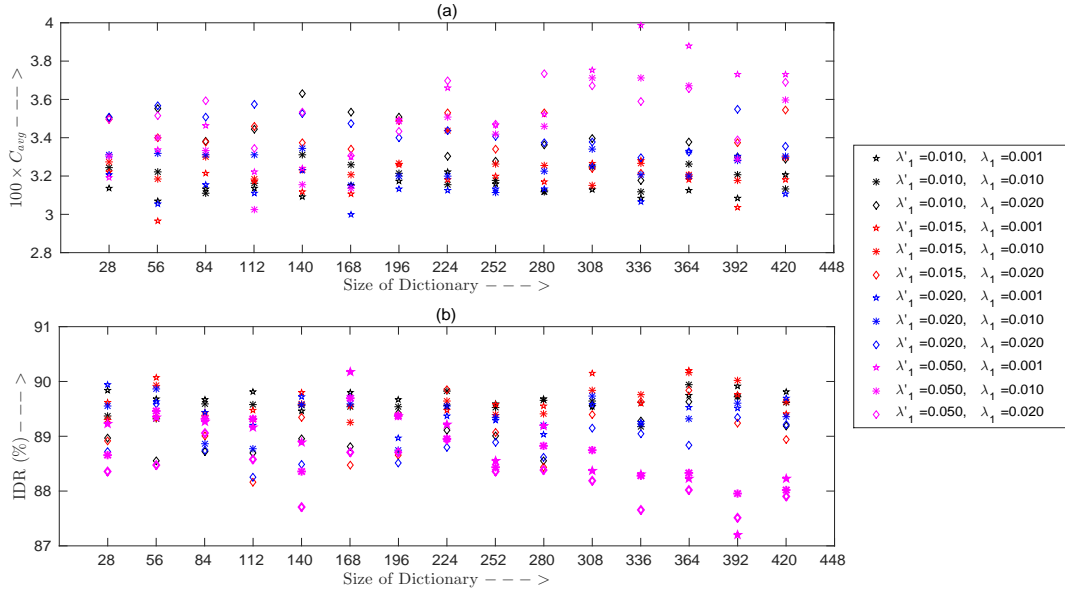 (a)
4
3.8
3.6
3.4
3.2
3
2.8
100 × C_avg − − − >
28 56 84 112 140 168 196 224 252 280 308 336 364 392 420 448
Size of Dictionary − − − >
(b)
91
90
89
88
87
IDR (%) − − − >
28 56 84 112 140 168 196 224 252 280 308 336 364 392 420 448
Size of Dictionary − − − >
λ'₁ =0.010, λ₁ =0.001
λ'₁ =0.010, λ₁ =0.010
λ'₁ =0.010, λ₁ =0.020
λ'₁ =0.015, λ₁ =0.001
λ'₁ =0.015, λ₁ =0.010
λ'₁ =0.015, λ₁ =0.020
λ'₁ =0.020, λ₁ =0.001
λ'₁ =0.020, λ₁ =0.010
λ'₁ =0.020, λ₁ =0.020
λ'₁ =0.050, λ₁ =0.001
λ'₁ =0.050, λ₁ =0.010
λ'₁ =0.050, λ₁ =0.020